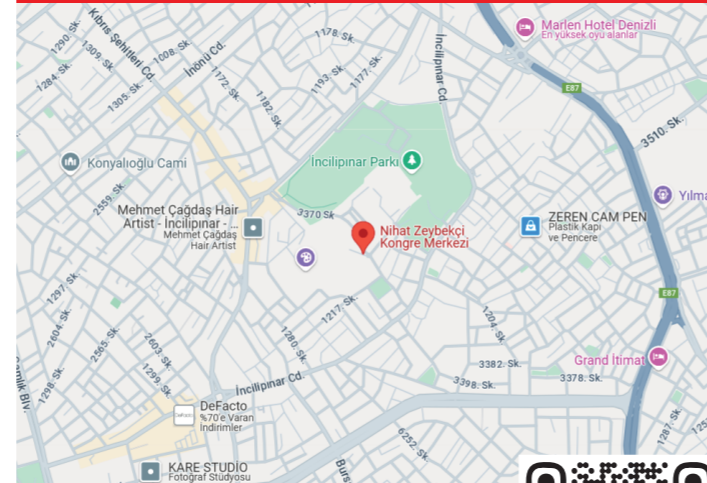 Marlen Hotel Denizli
En yüksek oyu alanlar
1178. Sk.
Kıbrıs Şehitleri Cd.
1290. Sk.
1309. Sk.
1008. Sk.
İnönü Cd.
1284. Sk.
1305. Sk.
1172. Sk.
1193. Sk.
1177. Sk.
1182. Sk.
İncilipınar Cd.
E87
3510. Sk.
Konyalıoğlu Cami
İncilipınar Parkı
2559. Sk.
Yılma
Mehmet Çağdaş Hair
Artist - İncilipınar - ...
Mehmet Çağdaş
Hair Artist
3370 Sk
Nihat Zeybekçi
Kongre Merkezi
ZEREN CAM PEN
Plastik Kapı
ve Pencere
1297. Sk.
2604. Sk.
2565. Sk.
2603. Sk.
1217. Sk.
1280. Sk.
1204. Sk.
E87
1298. Sk.
1299. Sk.
3382. Sk.
Grand İtimat
3398. Sk.
3378. Sk.
İncilipınar Cd.
DeFacto
DeFacto
%70'e Varan
İndirimler
6252. Sk.
1287. Sk.
KARE STUDİO
Fotoğraf Stüdyosu